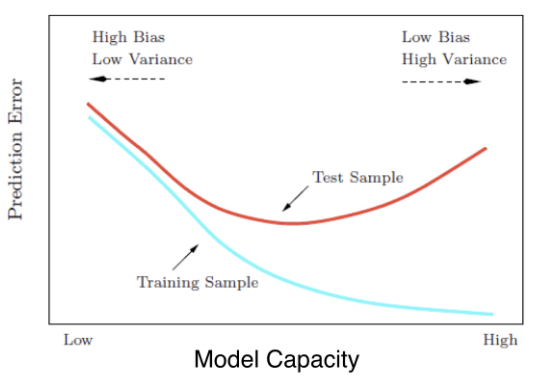 High Bias
Low Variance
Low Bias
High Variance
Prediction Error
Test Sample
Training Sample
Low
High
Model Capacity